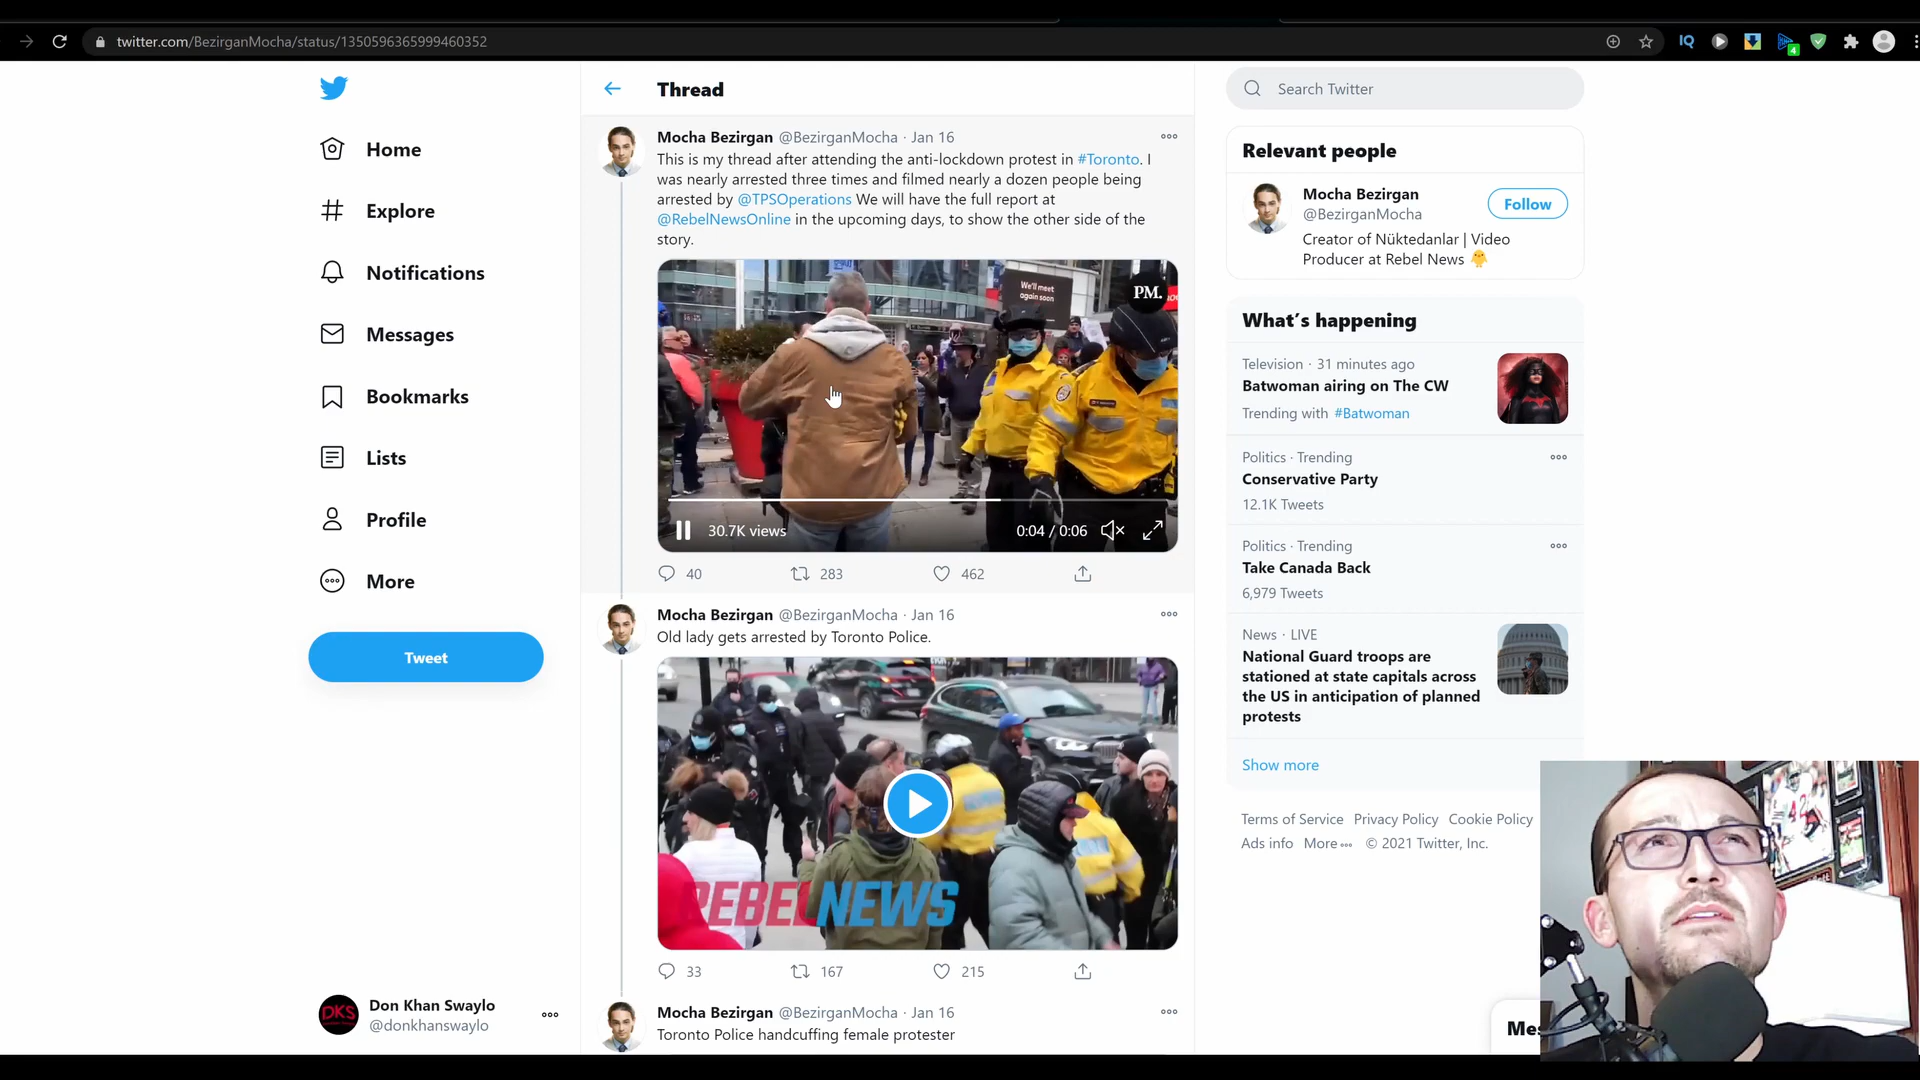 twitter.com/BezirganMocha/status/1350596365999460352
IQ
4
Home
Explore
Notifications
Messages
Bookmarks
Lists
Profile
More
Tweet
DKS
Don Khan Swaylo
@donkhanswaylo
Thread
Mocha Bezirgan @BezirganMocha · Jan 16
This is my thread after attending the anti-lockdown protest in #Toronto. I
was nearly arrested three times and filmed nearly a dozen people being
arrested by @TPSOperations We will have the full report at
@RebelNewsOnline in the upcoming days, to show the other side of the
story.
We'll meet
again soon
PM.
30.7K views
0:04 / 0:06
40 283 462
Mocha Bezirgan @BezirganMocha · Jan 16
Old lady gets arrested by Toronto Police.
REBEL NEWS
33 167 215
Mocha Bezirgan @BezirganMocha · Jan 16
Toronto Police handcuffing female protester
Search Twitter
Relevant people
Mocha Bezirgan
@BezirganMocha
Follow
Creator of Nüktedanlar | Video
Producer at Rebel News
What's happening
Television · 31 minutes ago
Batwoman airing on The CW
Trending with #Batwoman
Politics · Trending
Conservative Party
12.1K Tweets
Politics · Trending
Take Canada Back
6,979 Tweets
News · LIVE
National Guard troops are
stationed at state capitals across
the US in anticipation of planned
protests
Show more
Terms of Service Privacy Policy Cookie Policy
Ads info More © 2021 Twitter, Inc.